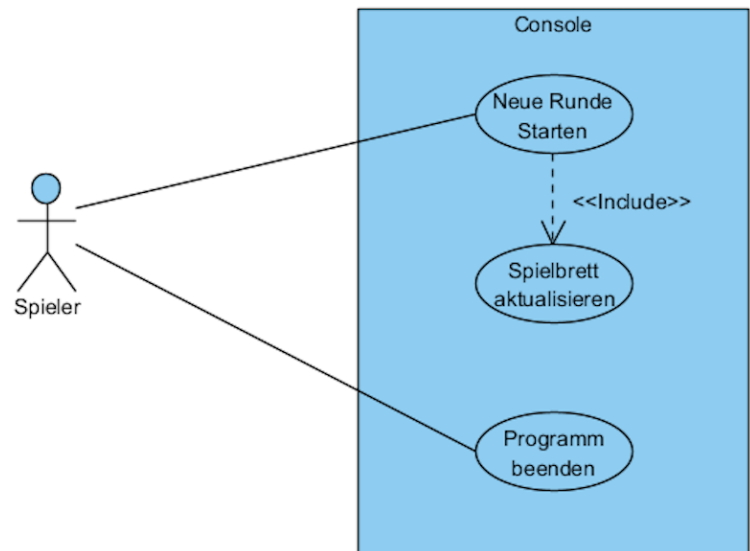 Console
Neue Runde
Starten
<<Include>>
Spielbrett
aktualisieren
Spieler
Programm
beenden